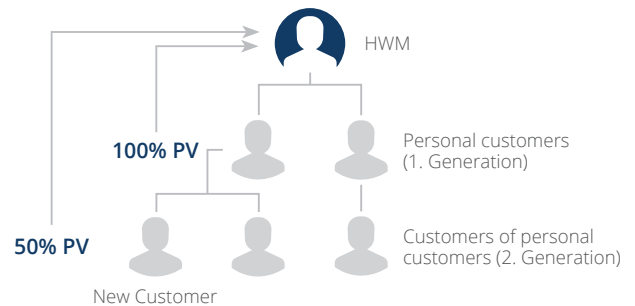 HWM
100% PV
Personal customers
(1. Generation)
50% PV
Customers of personal
customers (2. Generation)
New Customer